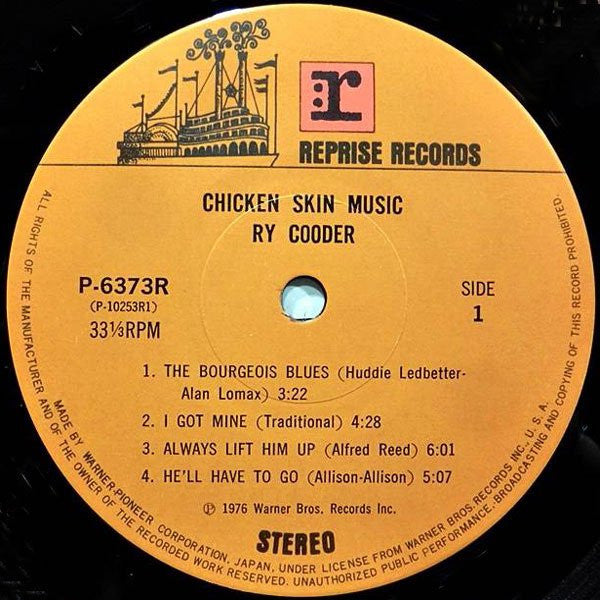 r:
REPRISE RECORDS
CHICKEN SKIN MUSIC
RY COODER
P-6373R
(P-10253R1)
33⅓RPM
SIDE
1
1. THE BOURGEOIS BLUES (Huddie Ledbetter-
Alan Lomax) 3:22
2. I GOT MINE (Traditional) 4:28
3. ALWAYS LIFT HIM UP (Alfred Reed) 6:01
4. HE'LL HAVE TO GO (Allison-Allison) 5:07
Ⓟ 1976 Warner Bros. Records Inc.
STEREO
MADE BY WARNER-PIONEER CORPORATION, JAPAN, UNDER LICENSE FROM WARNER BROS. RECORDS INC., U. S. A.
ALL RIGHTS OF THE MANUFACTURER AND OF THE OWNER OF THE RECORDED WORK RESERVED. UNAUTHORIZED PUBLIC PERFORMANCE, BROADCASTING AND COPYING OF THIS RECORD PROHIBITED.